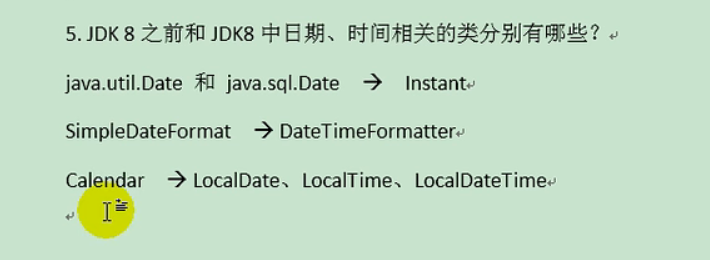 5. JDK 8 之前和 JDK8 中日期、时间相关的类分别有哪些？
java.util.Date 和 java.sql.Date → Instant
SimpleDateFormat → DateTimeFormatter
Calendar → LocalDate、LocalTime、LocalDateTime